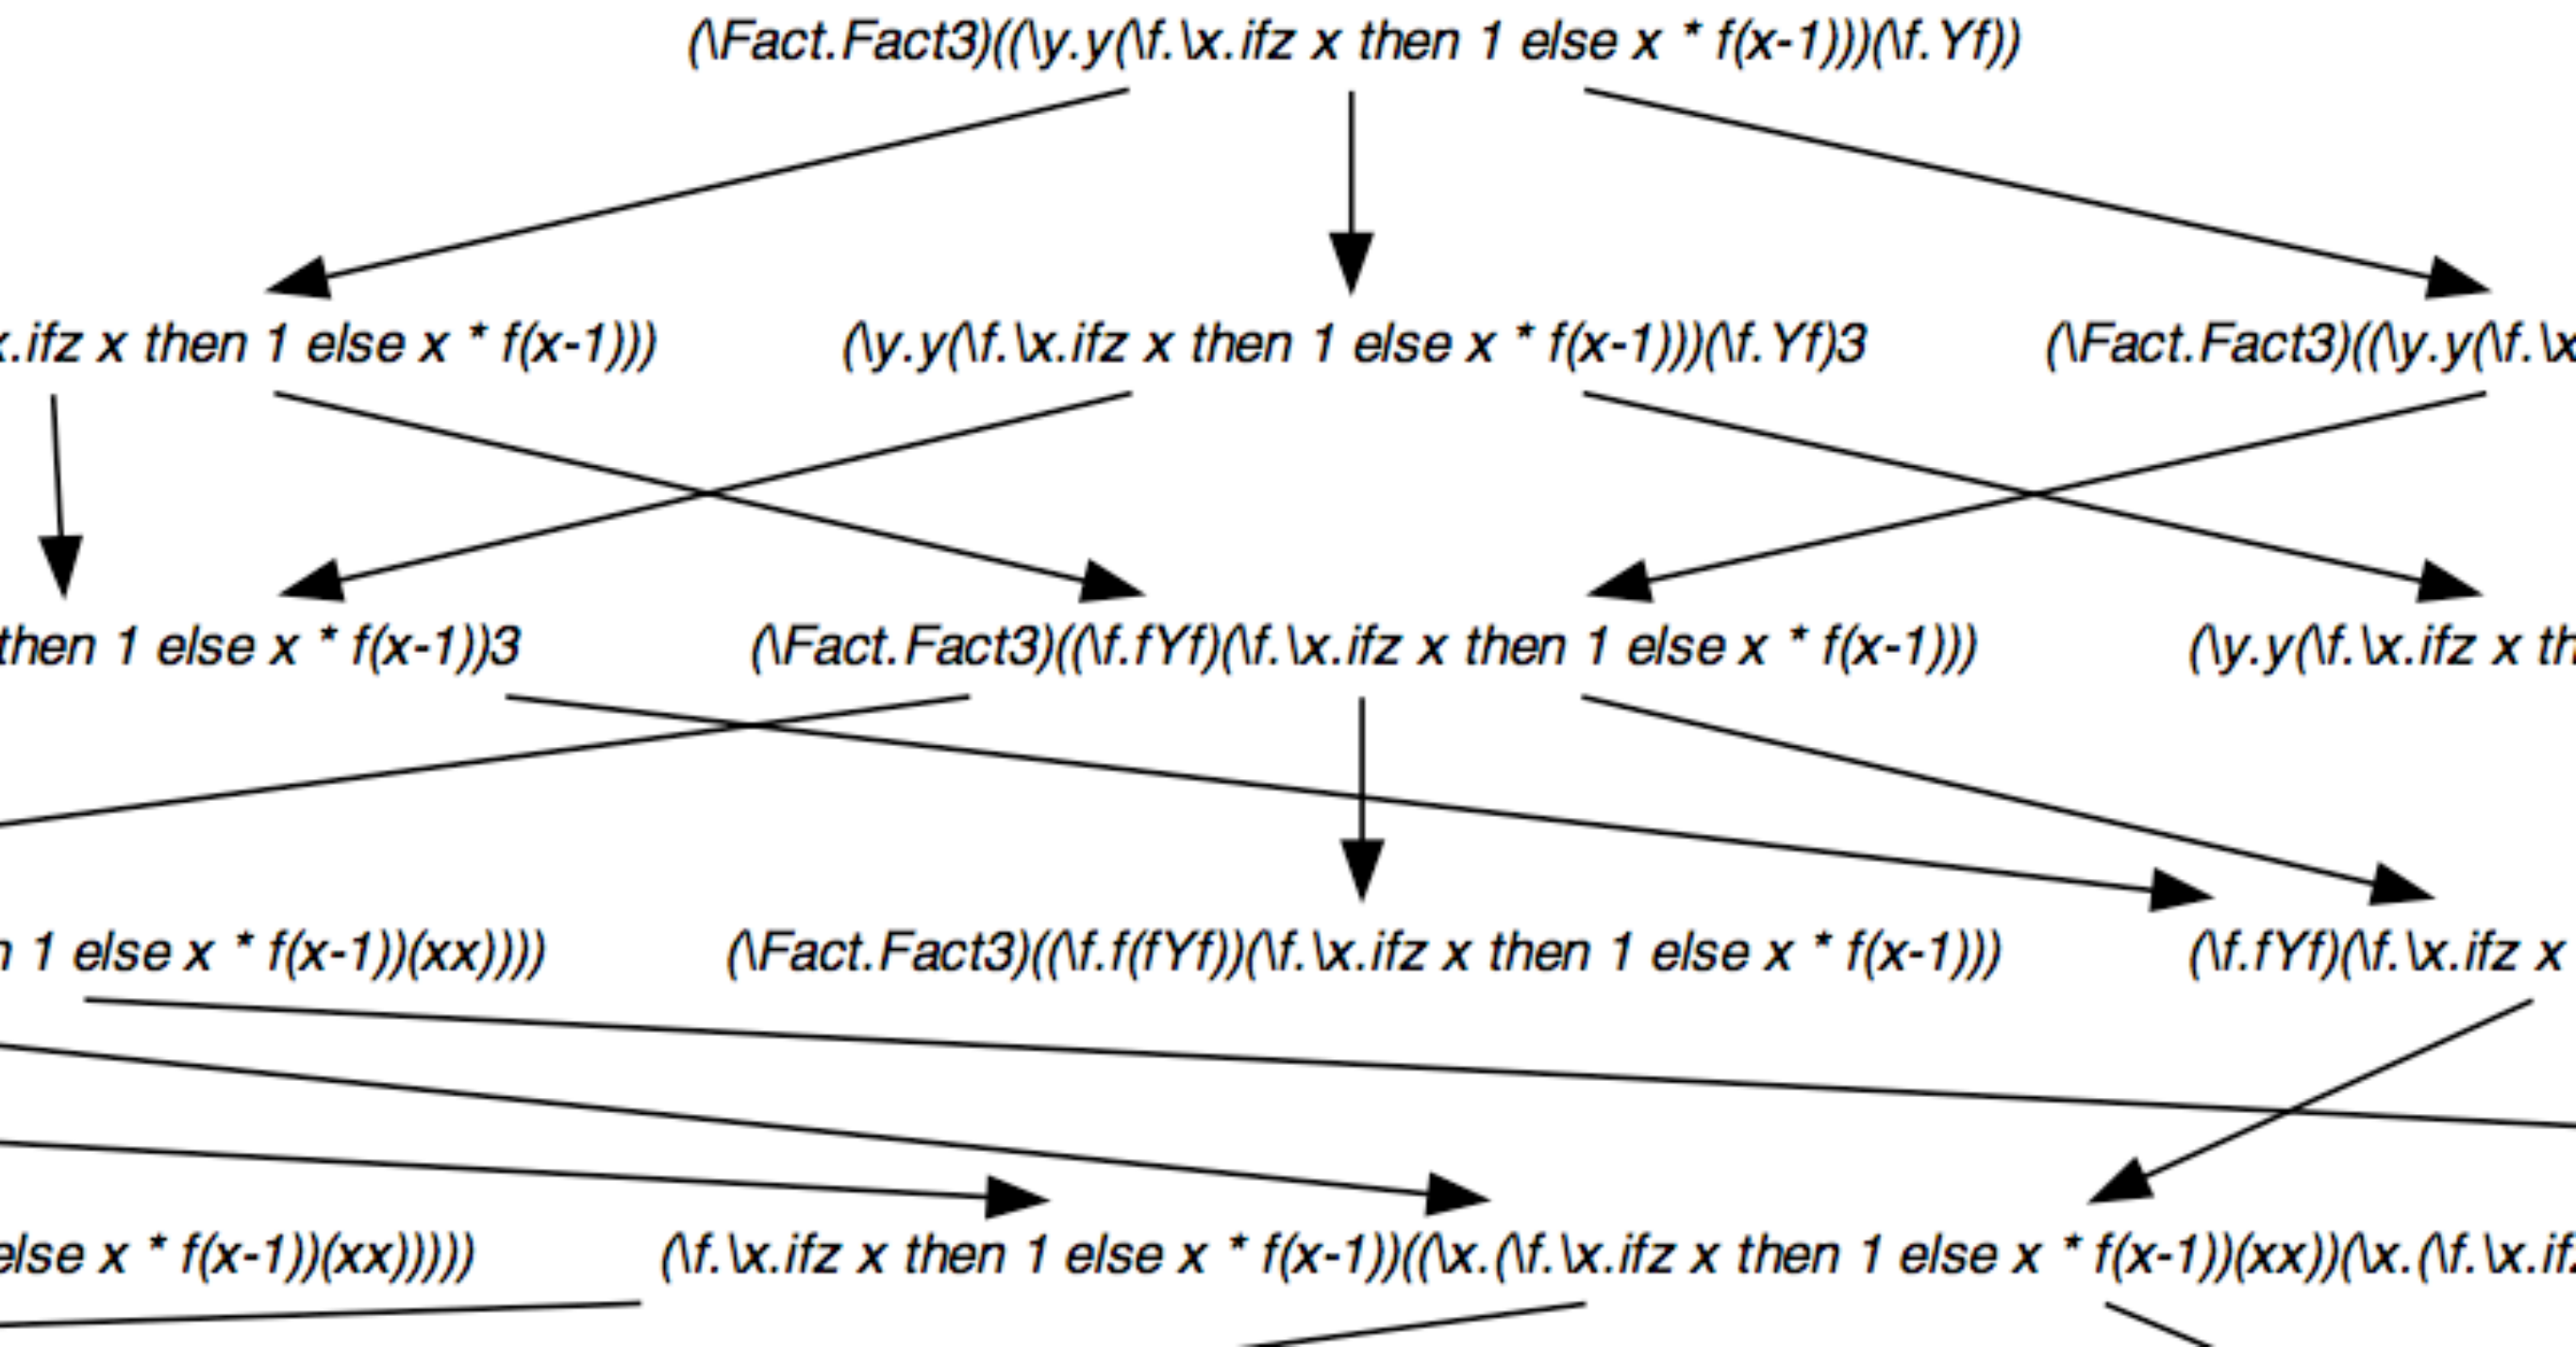 (\Fact.Fact3)((\y.y(\f.\x.ifz x then 1 else x * f(x-1)))(\f.Yf))
x.ifz x then 1 else x * f(x-1))) (\y.y(\f.\x.ifz x then 1 else x * f(x-1)))(\f.Yf)3 (\Fact.Fact3)((\y.y(\f.\x
then 1 else x * f(x-1))3 (\Fact.Fact3)((\f.fYf)(\f.\x.ifz x then 1 else x * f(x-1))) (\y.y(\f.\x.ifz x th
n 1 else x * f(x-1))(xx)))) (\Fact.Fact3)((\f.f(fYf))(\f.\x.ifz x then 1 else x * f(x-1))) (\f.fYf)(\f.\x.ifz x
else x * f(x-1))(xx))))) (\f.\x.ifz x then 1 else x * f(x-1))((\x.(\f.\x.ifz x then 1 else x * f(x-1))(xx))(\x.(\f.\x.ifz